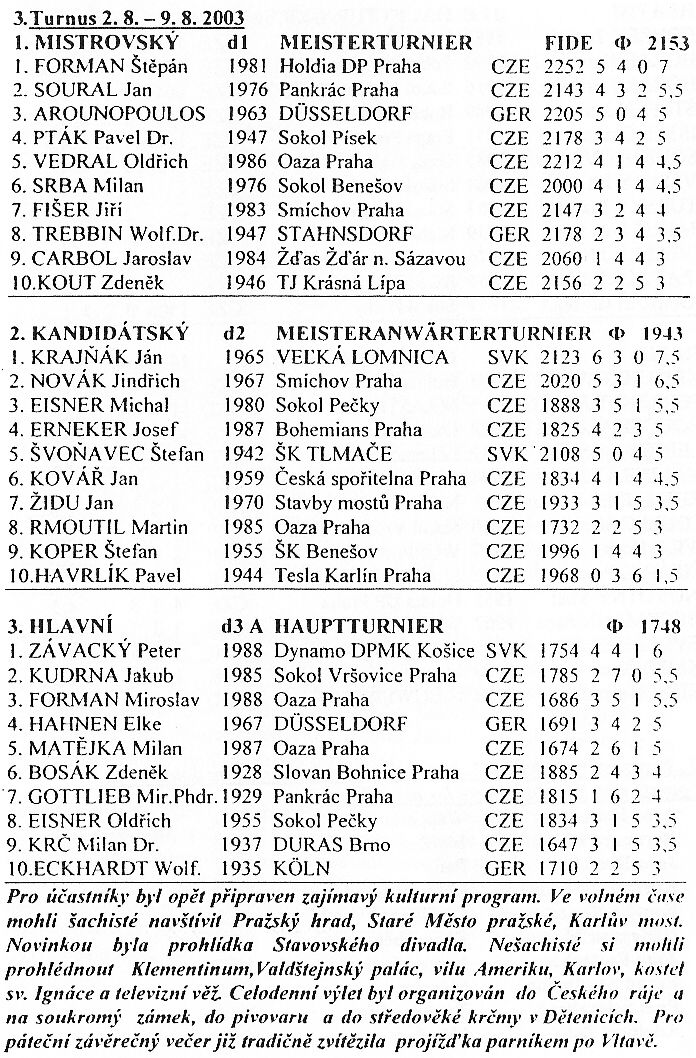 3.Turnus 2. 8. – 9. 8. 2003
1. MISTROVSKÝ d1 MEISTERTURNIER FIDE Φ 2153
1. FORMAN Štěpán 1981 Holdia DP Praha CZE 2252 5 4 0 7
2. SOURAL Jan 1976 Pankrác Praha CZE 2143 4 3 2 5,5
3. AROUNOPOULOS 1963 DÜSSELDORF GER 2205 5 0 4 5
4. PTÁK Pavel Dr. 1947 Sokol Písek CZE 2178 3 4 2 5
5. VEDRAL Oldřich 1986 Oaza Praha CZE 2212 4 1 4 4,5
6. SRBA Milan 1976 Sokol Benešov CZE 2000 4 1 4 4,5
7. FIŠER Jiří 1983 Smíchov Praha CZE 2147 3 2 4 4
8. TREBBIN Wolf.Dr. 1947 STAHNSDORF GER 2178 2 3 4 3,5
9. CARBOL Jaroslav 1984 Žďas Žďár n. Sázavou CZE 2060 1 4 4 3
10.KOUT Zdeněk 1946 TJ Krásná Lípa CZE 2156 2 2 5 3
2. KANDIDÁTSKÝ d2 MEISTERANWÄRTERTURNIER Φ 1943
1. KRAJŇÁK Ján 1965 VEĽKÁ LOMNICA SVK 2123 6 3 0 7,5
2. NOVÁK Jindřich 1967 Smíchov Praha CZE 2020 5 3 1 6,5
3. EISNER Michal 1980 Sokol Pečky CZE 1888 3 5 1 5,5
4. ERNEKER Josef 1987 Bohemians Praha CZE 1825 4 2 3 5
5. ŠVOŇAVEC Štefan 1942 ŠK TLMAČE SVK 2108 5 0 4 5
6. KOVÁŘ Jan 1959 Česká spořitelna Praha CZE 1834 4 1 4 4,5
7. ŽIDU Jan 1970 Stavby mostů Praha CZE 1933 3 1 5 3,5
8. RMOUTIL Martin 1985 Oaza Praha CZE 1732 2 2 5 3
9. KOPER Štefan 1955 ŠK Benešov CZE 1996 1 4 4 3
10.HAVRLÍK Pavel 1944 Tesla Karlín Praha CZE 1968 0 3 6 1,5
3. HLAVNÍ d3 A HAUPTTURNIER Φ 1748
1. ZÁVACKÝ Peter 1988 Dynamo DPMK Košice SVK 1754 4 4 1 6
2. KUDRNA Jakub 1985 Sokol Vršovice Praha CZE 1785 2 7 0 5,5
3. FORMAN Miroslav 1988 Oaza Praha CZE 1686 3 5 1 5,5
4. HAHNEN Elke 1967 DÜSSELDORF GER 1691 3 4 2 5
5. MATĚJKA Milan 1987 Oaza Praha CZE 1674 2 6 1 5
6. BOSÁK Zdeněk 1928 Slovan Bohnice Praha CZE 1885 2 4 3 4
7. GOTTLIEB Mir.Phdr. 1929 Pankrác Praha CZE 1815 1 6 2 4
8. EISNER Oldřich 1955 Sokol Pečky CZE 1834 3 1 5 3,5
9. KRČ Milan Dr. 1937 DURAS Brno CZE 1647 3 1 5 3,5
10.ECKHARDT Wolf. 1935 KÖLN GER 1710 2 2 5 3
Pro účastníky byl opět připraven zajímavý kulturní program. Ve volném čase
mohli šachisté navštívit Pražský hrad, Staré Město pražské, Karlův most.
Novinkou byla prohlídka Stavovského divadla. Nešachisté si mohli
prohlédnout Klementinum,Valdštejnský palác, vilu Ameriku, Karlov, kostel
sv. Ignáce a televizní věž. Celodenní výlet byl organizován do Českého ráje a
na soukromý zámek, do pivovaru a do středověké krčmy v Dětenicích. Pro
páteční závěrečný večer již tradičně zvítězila projížďka parníkem po Vltavě.